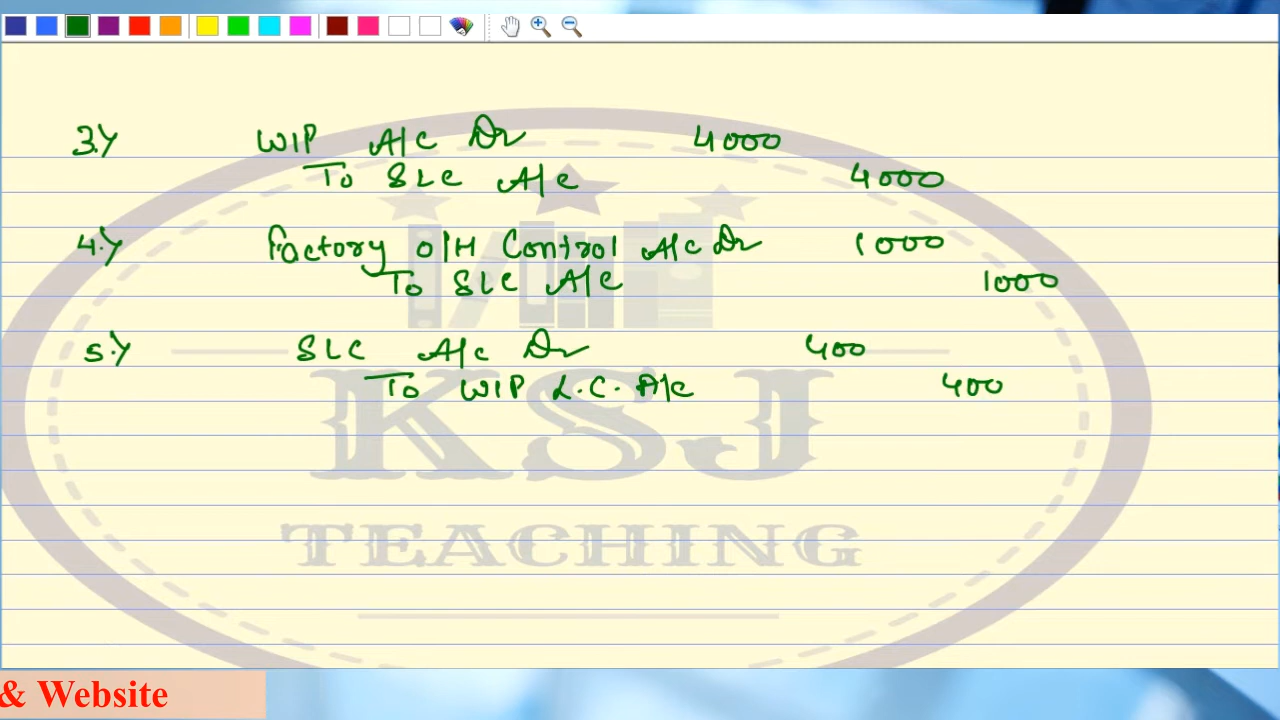 3.) WIP A/c Dr 4000
To SLC A/c 4000
4.) Factory O/H Control A/c Dr 1000
To SLC A/c 1000
5.) SLC A/c Dr 400
To WIP L.C. A/c 400
KSJ
TEACHING
& Website